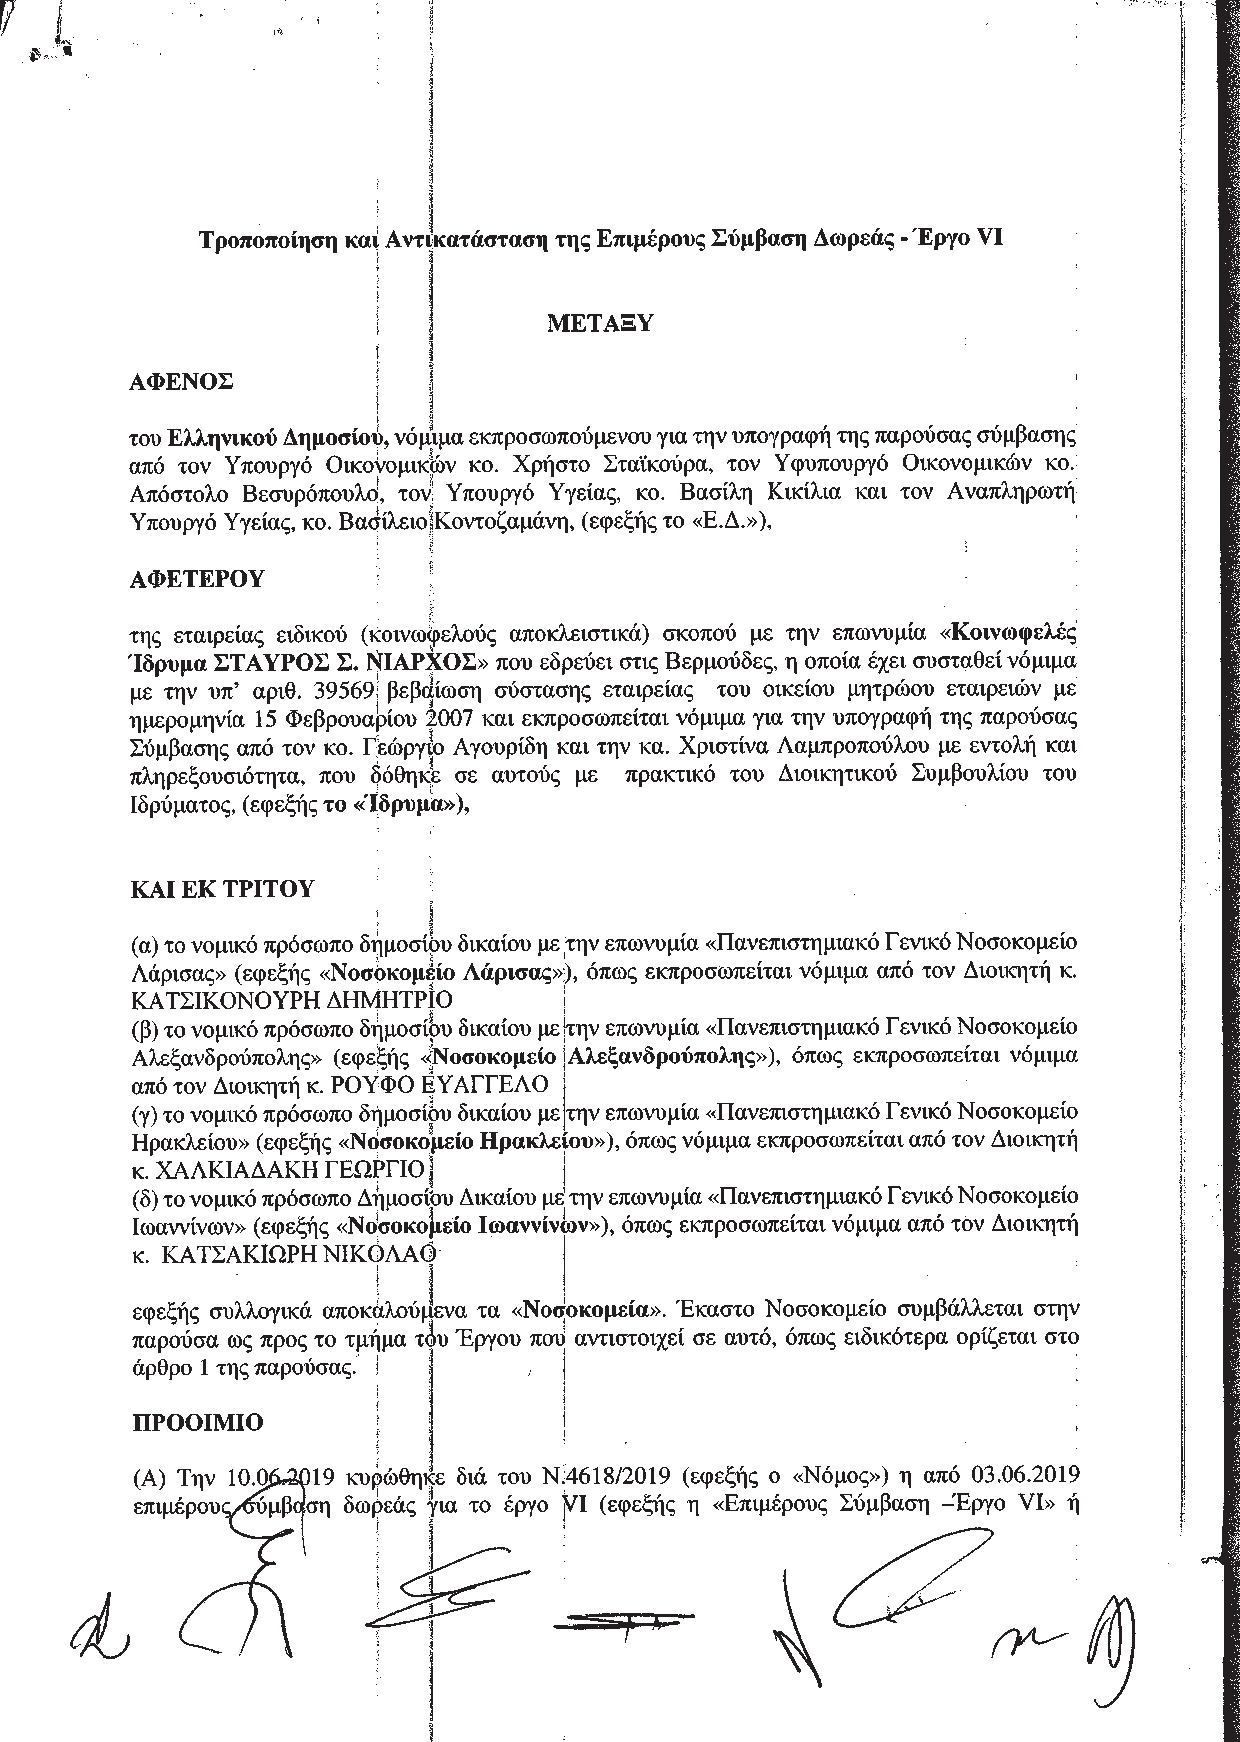 Τροποποίηση και Αντικατάσταση της Επιμέρους Σύμβαση Δωρεάς - Έργο VI
ΜΕΤΑΞΥ
ΑΦΕΝΟΣ
του Ελληνικού Δημοσίου, νόμιμα εκπροσωπούμενου για την υπογραφή της παρούσας σύμβασης
από τον Υπουργό Οικονομικών κο. Χρήστο Σταϊκούρα, τον Υφυπουργό Οικονομικών κο.
Απόστολο Βεσυρόπουλο, τον Υπουργό Υγείας, κο. Βασίλη Κικίλια και τον Αναπληρωτή
Υπουργό Υγείας, κο. Βασίλειο Κοντοζαμάνη, (εφεξής το «Ε.Δ.»),
ΑΦΕΤΕΡΟΥ
της εταιρείας ειδικού (κοινωφελούς αποκλειστικά) σκοπού με την επωνυμία «Κοινωφελές
Ίδρυμα ΣΤΑΥΡΟΣ Σ. ΝΙΑΡΧΟΣ» που εδρεύει στις Βερμούδες, η οποία έχει συσταθεί νόμιμα
με την υπ’ αριθ. 39569 βεβαίωση σύστασης εταιρείας του οικείου μητρώου εταιρειών με
ημερομηνία 15 Φεβρουαρίου 2007 και εκπροσωπείται νόμιμα για την υπογραφή της παρούσας
Σύμβασης από τον κο. Γεώργιο Αγουρίδη και την κα. Χριστίνα Λαμπροπούλου με εντολή και
πληρεξουσιότητα, που δόθηκε σε αυτούς με πρακτικό του Διοικητικού Συμβουλίου του
Ιδρύματος, (εφεξής το «Ίδρυμα»),
ΚΑΙ ΕΚ ΤΡΙΤΟΥ
(α) το νομικό πρόσωπο δημοσίου δικαίου με την επωνυμία «Πανεπιστημιακό Γενικό Νοσοκομείο
Λάρισας» (εφεξής «Νοσοκομείο Λάρισας»), όπως εκπροσωπείται νόμιμα από τον Διοικητή κ.
ΚΑΤΣΙΚΟΝΟΥΡΗ ΔΗΜΗΤΡΙΟ
(β) το νομικό πρόσωπο δημοσίου δικαίου με την επωνυμία «Πανεπιστημιακό Γενικό Νοσοκομείο
Αλεξανδρούπολης» (εφεξής «Νοσοκομείο Αλεξανδρούπολης»), όπως εκπροσωπείται νόμιμα
από τον Διοικητή κ. ΡΟΥΦΟ ΕΥΑΓΓΕΛΟ
(γ) το νομικό πρόσωπο δημοσίου δικαίου με την επωνυμία «Πανεπιστημιακό Γενικό Νοσοκομείο
Ηρακλείου» (εφεξής «Νοσοκομείο Ηρακλείου»), όπως νόμιμα εκπροσωπείται από τον Διοικητή
κ. ΧΑΛΚΙΑΔΑΚΗ ΓΕΩΡΓΙΟ
(δ) το νομικό πρόσωπο Δημοσίου Δικαίου με την επωνυμία «Πανεπιστημιακό Γενικό Νοσοκομείο
Ιωαννίνων» (εφεξής «Νοσοκομείο Ιωαννίνων»), όπως εκπροσωπείται νόμιμα από τον Διοικητή
κ. ΚΑΤΣΑΚΙΩΡΗ ΝΙΚΟΛΑΟ
εφεξής συλλογικά αποκαλούμενα τα «Νοσοκομεία». Έκαστο Νοσοκομείο συμβάλλεται στην
παρούσα ως προς το τμήμα του Έργου που αντιστοιχεί σε αυτό, όπως ειδικότερα ορίζεται στο
άρθρο 1 της παρούσας.
ΠΡΟΟΙΜΙΟ
(Α) Την 10.06.2019 κυρώθηκε διά του Ν.4618/2019 (εφεξής ο «Νόμος») η από 03.06.2019
επιμέρους σύμβαση δωρεάς για το έργο VI (εφεξής η «Επιμέρους Σύμβαση –Έργο VI» ή